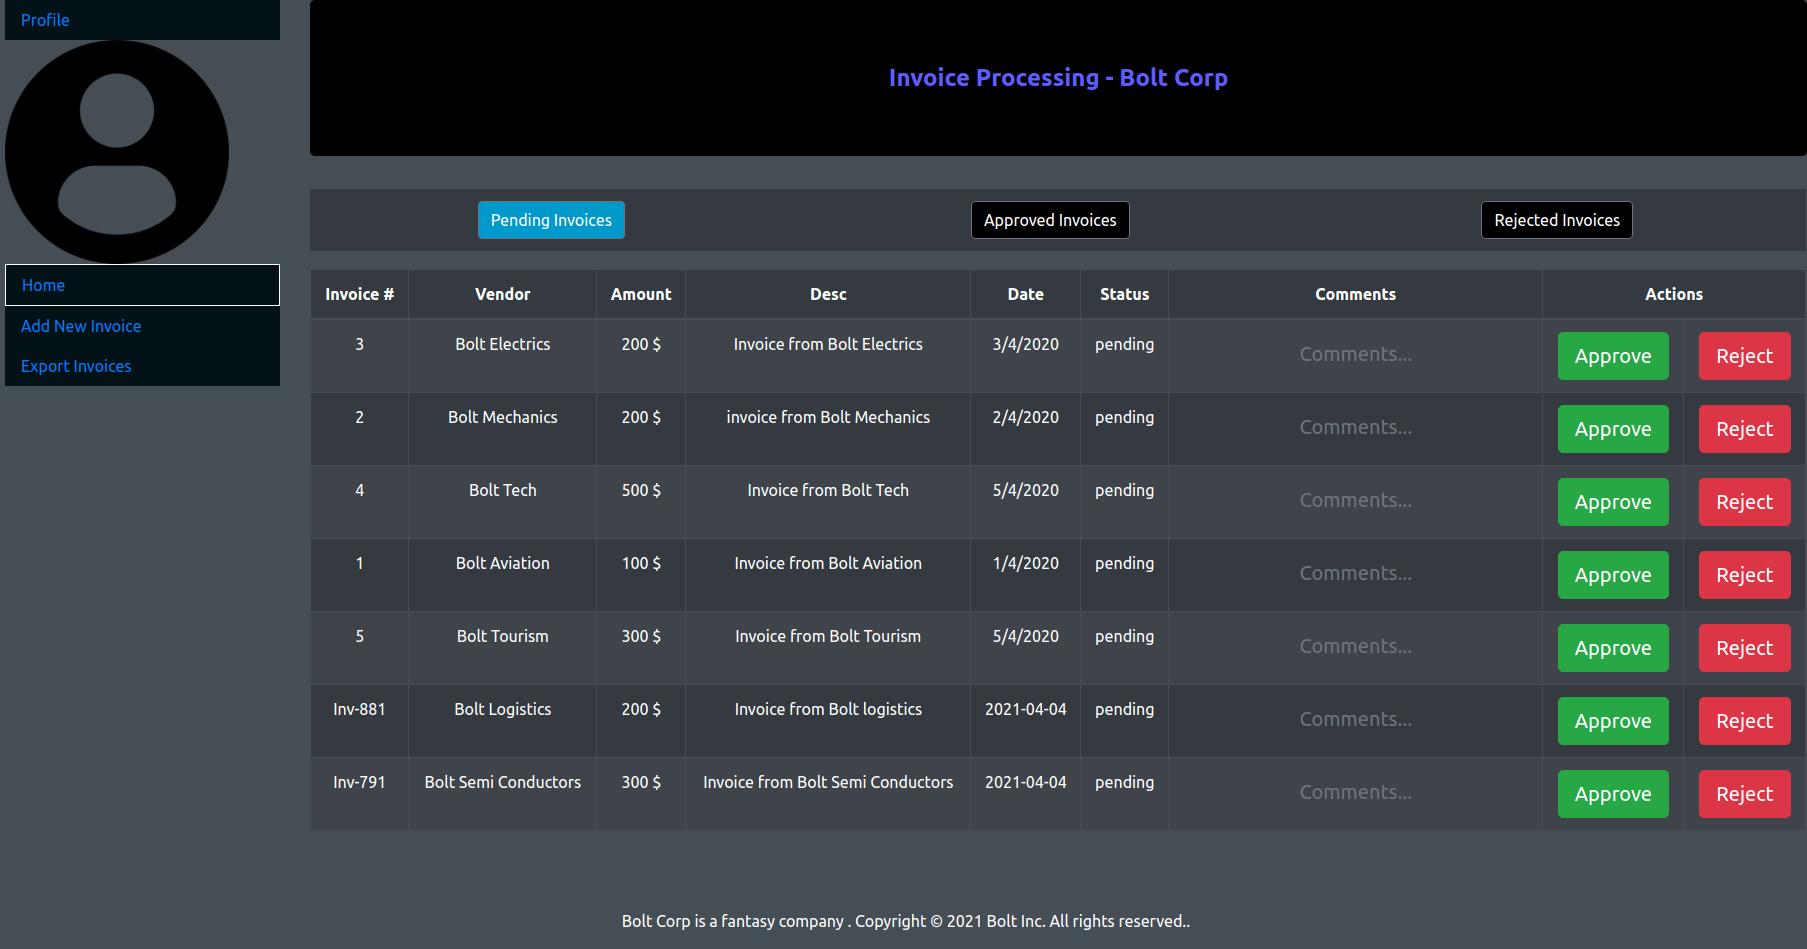 Profile
Home
Add New Invoice
Export Invoices
Invoice Processing - Bolt Corp
Pending Invoices Approved Invoices Rejected Invoices
Invoice # Vendor Amount Desc Date Status Comments Actions
3 Bolt Electrics 200 $ Invoice from Bolt Electrics 3/4/2020 pending Comments... Approve Reject
2 Bolt Mechanics 200 $ invoice from Bolt Mechanics 2/4/2020 pending Comments... Approve Reject
4 Bolt Tech 500 $ Invoice from Bolt Tech 5/4/2020 pending Comments... Approve Reject
1 Bolt Aviation 100 $ Invoice from Bolt Aviation 1/4/2020 pending Comments... Approve Reject
5 Bolt Tourism 300 $ Invoice from Bolt Tourism 5/4/2020 pending Comments... Approve Reject
Inv-881 Bolt Logistics 200 $ Invoice from Bolt logistics 2021-04-04 pending Comments... Approve Reject
Inv-791 Bolt Semi Conductors 300 $ Invoice from Bolt Semi Conductors 2021-04-04 pending Comments... Approve Reject
Bolt Corp is a fantasy company . Copyright © 2021 Bolt Inc. All rights reserved..